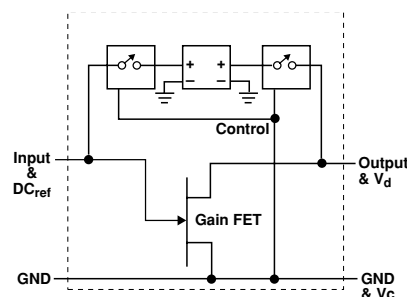 + +
− −
Control
Input
&
DCref
Output
& Vd
Gain FET
GND
GND
& Vc